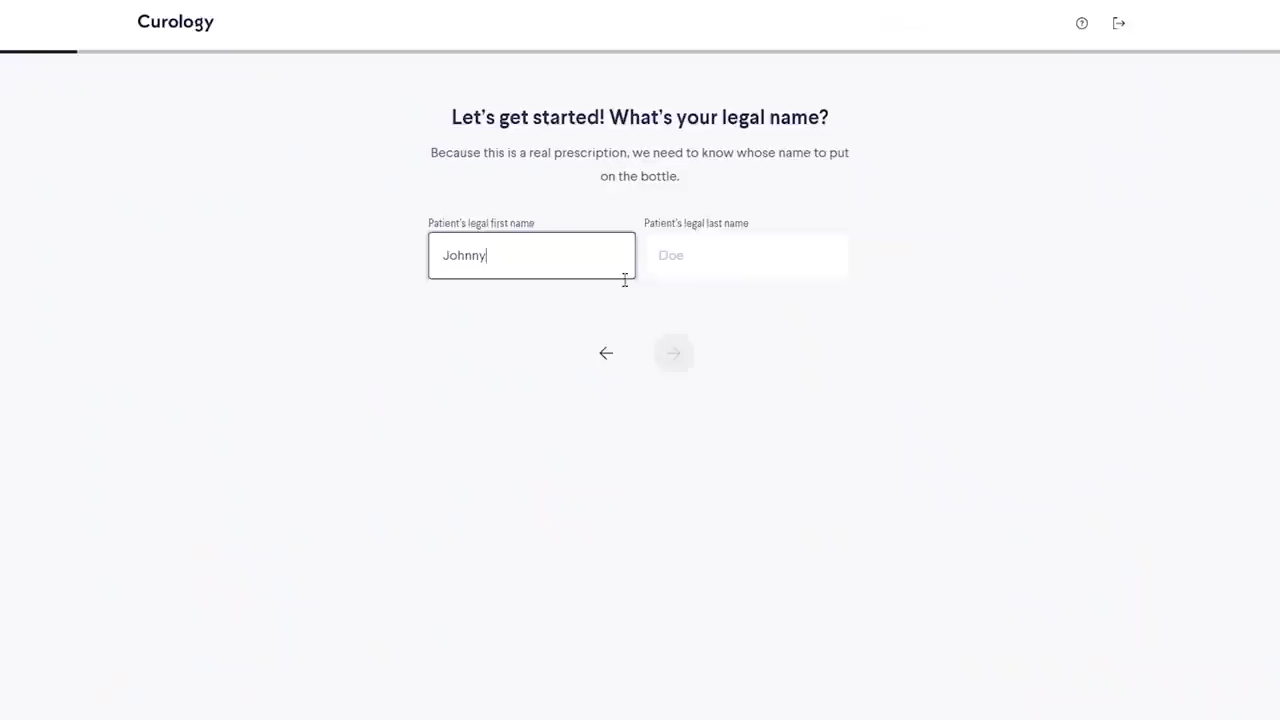 Curology
Let's get started! What's your legal name?
Because this is a real prescription, we need to know whose name to put
on the bottle.
Patient's legal first name
Patient's legal last name
Johnny
Doe